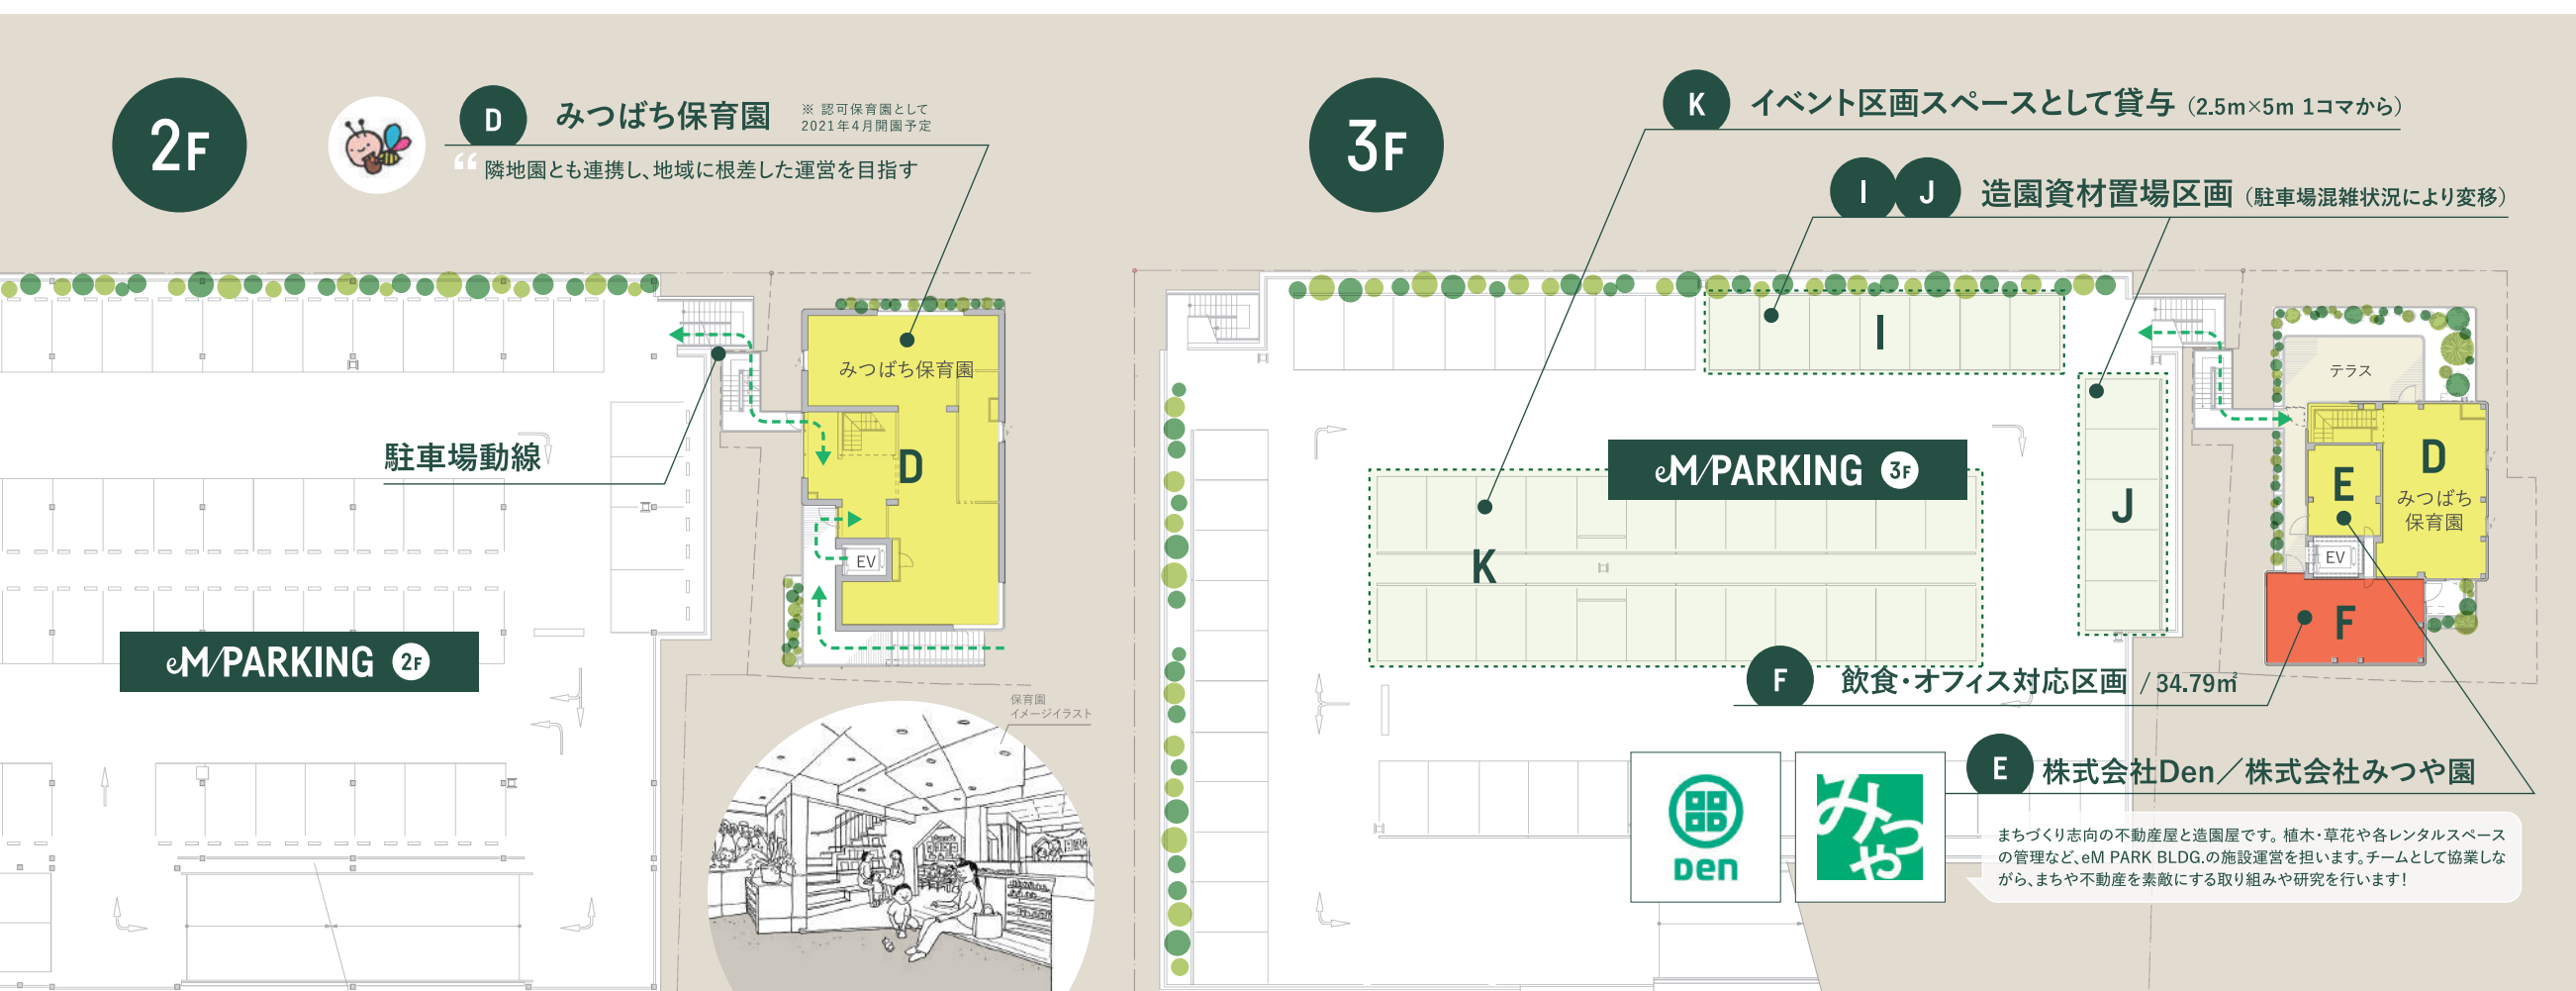 2F
D
みつばち保育園
※ 認可保育園として
2021年4月開園予定
“ 隣地園とも連携し、地域に根差した運営を目指す
みつばち保育園
D
EV
駐車場動線
eM/PARKING 2F
保育園
イメージイラスト
3F
K
イベント区画スペースとして貸与（2.5m×5m 1コマから）
I J
造園資材置場区画（駐車場混雑状況により変移）
I
J
K
eM/PARKING 3F
テラス
E
D
みつばち
保育園
EV
F
F
飲食・オフィス対応区画 / 34.79㎡
Den
みつや
E
株式会社Den／株式会社みつや園
まちづくり志向の不動産屋と造園屋です。植木・草花や各レンタルスペース
の管理など、eM PARK BLDG.の施設運営を担います。チームとして協業しな
がら、まちや不動産を素敵にする取り組みや研究を行います！